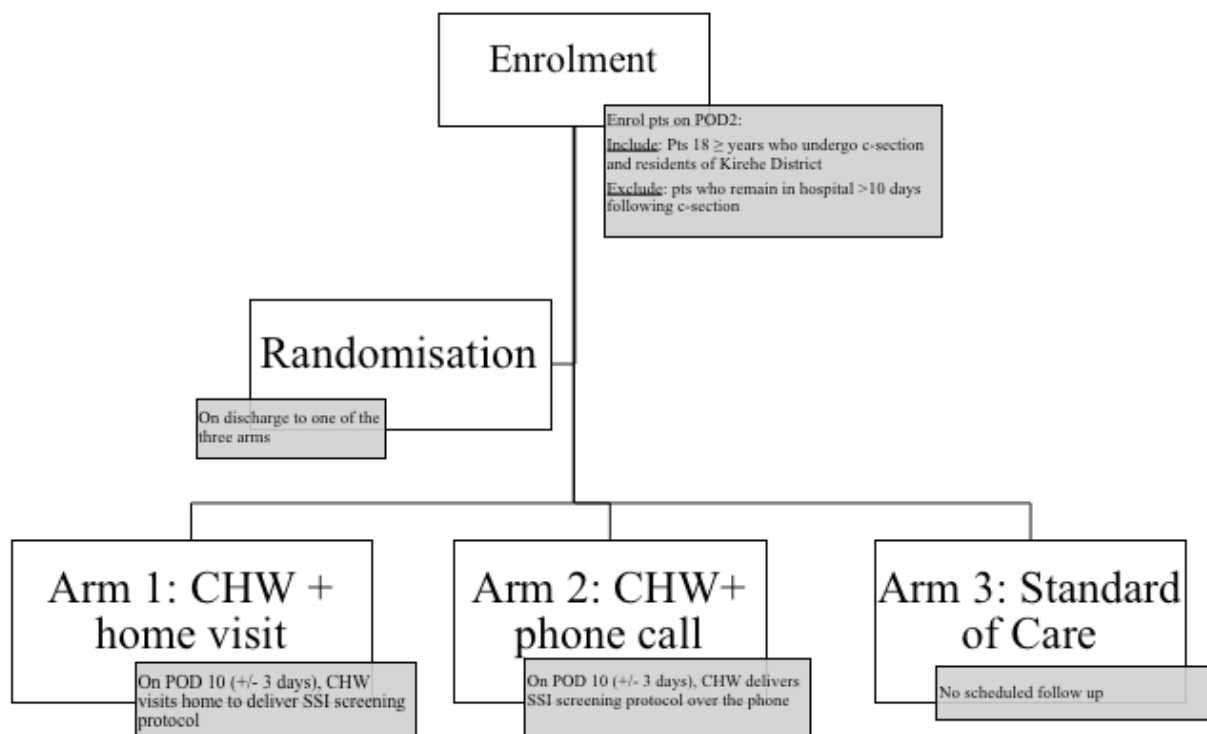 Enrolment
Enrol pts on POD2:
Include: Pts 18 ≥ years who undergo c-section
and residents of Kirehe District
Exclude: pts who remain in hospital >10 days
following c-section
Randomisation
On discharge to one of the
three arms
Arm 1: CHW +
home visit
On POD 10 (+/- 3 days), CHW
visits home to deliver SSI screening
protocol
Arm 2: CHW+
phone call
On POD 10 (+/- 3 days), CHW delivers
SSI screening protocol over the phone
Arm 3: Standard
of Care
No scheduled follow up